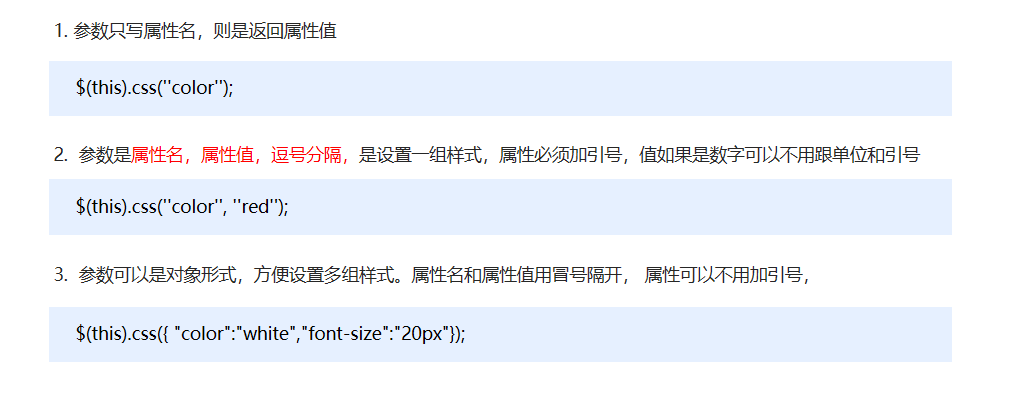 1. 参数只写属性名，则是返回属性值
$(this).css(''color'');
2. 参数是属性名，属性值，逗号分隔，是设置一组样式，属性必须加引号，值如果是数字可以不用跟单位和引号
$(this).css(''color'', ''red'');
3. 参数可以是对象形式，方便设置多组样式。属性名和属性值用冒号隔开， 属性可以不用加引号，
$(this).css({ "color":"white","font-size":"20px"});